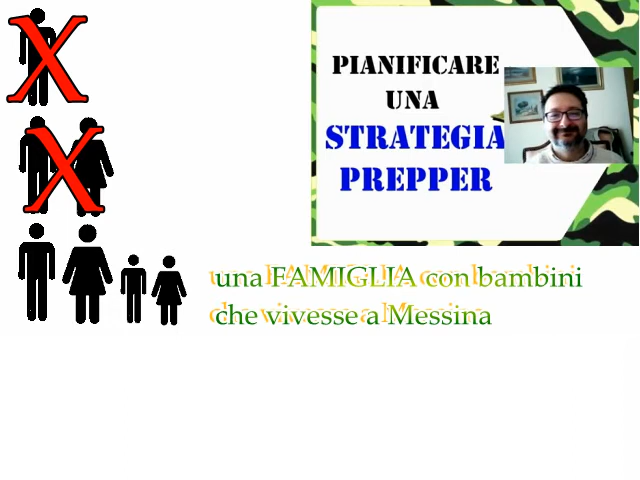 PIANIFICARE
UNA
STRATEGIA
PREPPER
una FAMIGLIA con bambini
che vivesse a Messina